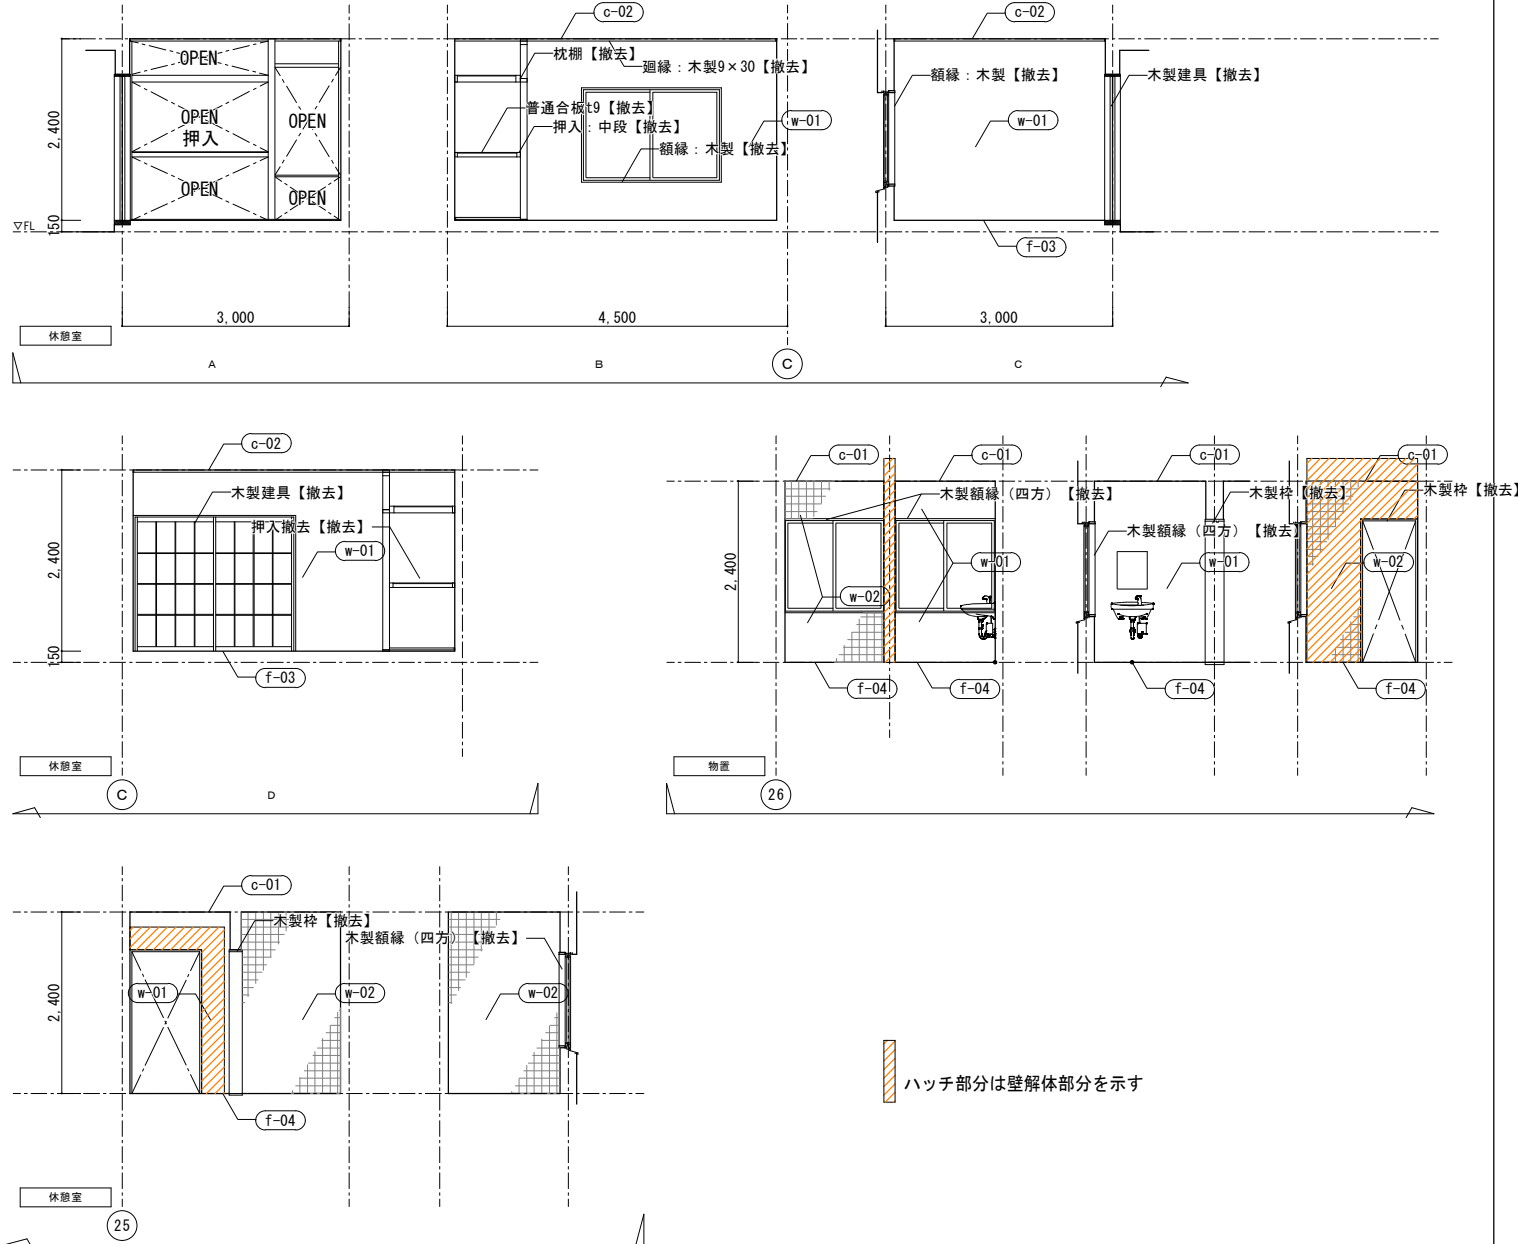 c-02
c-02
OPEN
枕棚【撤去】
廻縁：木製9×30【撤去】
額縁：木製【撤去】
木製建具【撤去】
2,400
OPEN
押入
OPEN
普通合板t9【撤去】
押入：中段【撤去】
w-01
w-01
額縁：木製【撤去】
OPEN
OPEN
▽FL
150
f-03
3,000
4,500
3,000
休憩室
A
B
C
C
c-02
c-01
c-01
c-01
c-01
木製建具【撤去】
木製額縁（四方）【撤去】
木製枠【撤去】
木製枠【撤去】
押入撤去【撤去】
木製額縁（四方）【撤去】
2,400
w-01
2,400
w-01
w-01
w-02
w-02
150
f-03
f-04
f-04
f-04
f-04
休憩室
物置
C
D
26
c-01
木製枠【撤去】
木製額縁（四方）【撤去】
2,400
w-01
w-02
w-02
ハッチ部分は壁解体部分を示す
f-04
休憩室
25